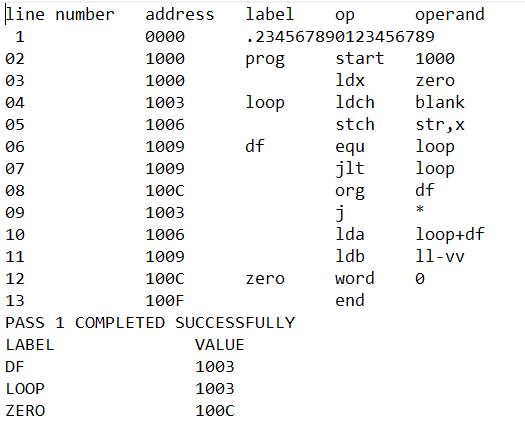 line number address label op operand
1 0000 .234567890123456789
02 1000 prog start 1000
03 1000 ldx zero
04 1003 loop ldch blank
05 1006 stch str,x
06 1009 df equ loop
07 1009 jlt loop
08 100C org df
09 1003 j *
10 1006 lda loop+df
11 1009 ldb ll-vv
12 100C zero word 0
13 100F end
PASS 1 COMPLETED SUCCESSFULLY
LABEL VALUE
DF 1003
LOOP 1003
ZERO 100C